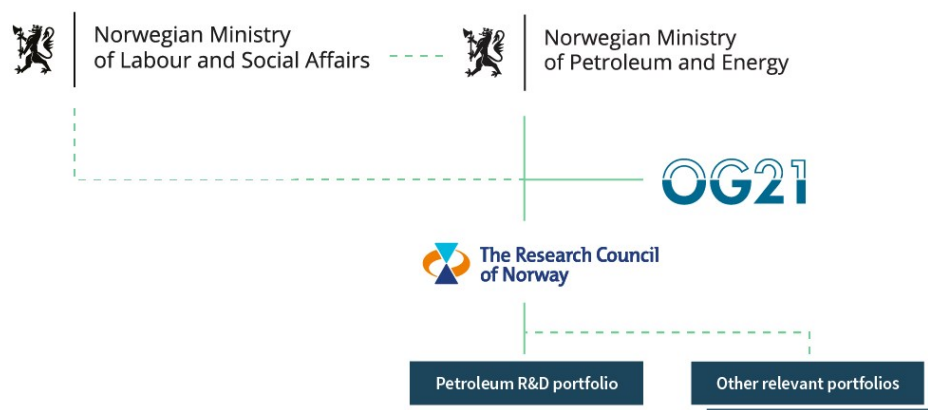 Norwegian Ministry
of Labour and Social Affairs
Norwegian Ministry
of Petroleum and Energy
OG21
The Research Council
of Norway
Petroleum R&D portfolio
Other relevant portfolios